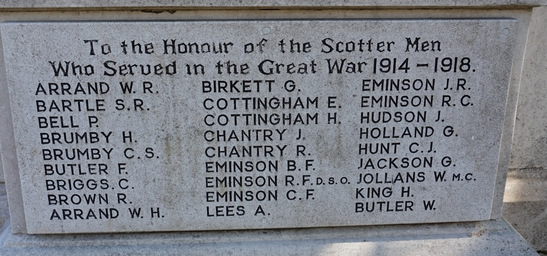 To the Honour of the Scotter Men
Who Served in the Great War 1914 – 1918.
ARRAND W. R.
BARTLE S.R.
BELL P.
BRUMBY H.
BRUMBY C.S.
BUTLER F.
BRIGGS. C.
BROWN R.
ARRAND W.H.
BIRKETT G.
COTTINGHAM E.
COTTINGHAM H.
CHANTRY J.
CHANTRY R.
EMINSON B.F.
EMINSON R.F. D.S.O.
EMINSON C.F.
LEES A.
EMINSON J.R.
EMINSON R.C.
HUDSON J.
HOLLAND G.
HUNT C.J.
JACKSON G.
JOLLANS W. M.C.
KING H.
BUTLER W.